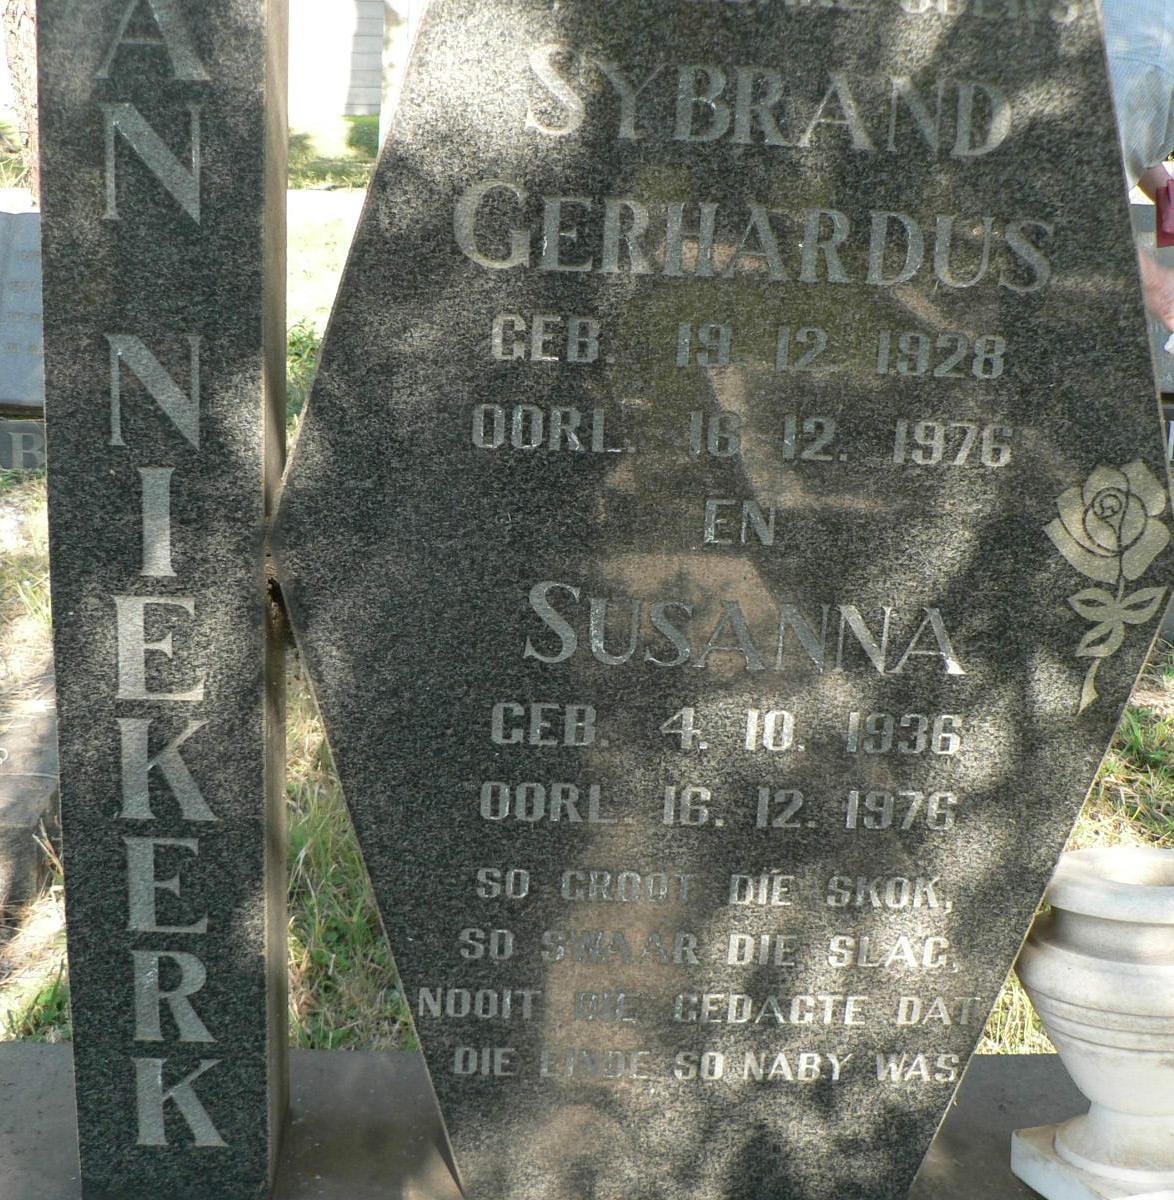 AN NIEKERK
SYBRAND
GERHARDUS
GEB. 19. 12. 1928
OORL. 16. 12. 1976
EN
SUSANNA
GEB. 4. 10. 1936
OORL. 16. 12. 1976
SO GROOT DIE SKOK,
SO SWAAR DIE SLAG,
NOOIT DIE GEDAGTE DAT
DIE EINDE SO NABY WAS.